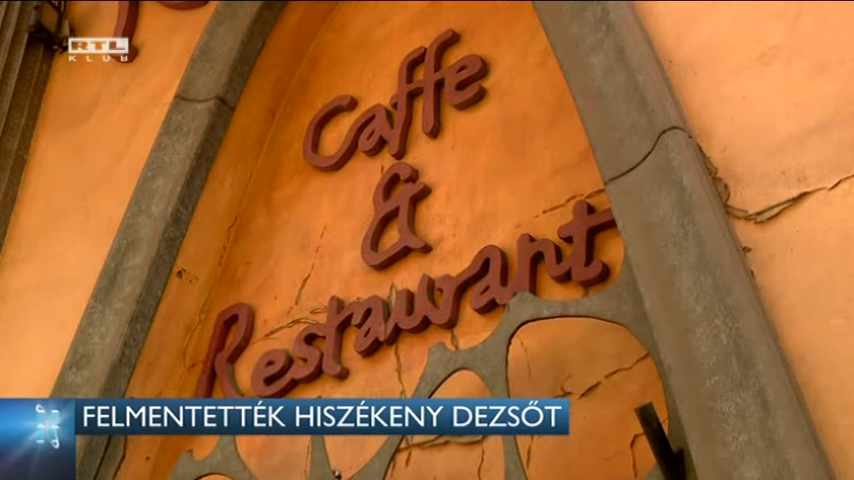 RTL
KLUB
Caffe
&
Restaurant
FELMENTETTÉK HISZÉKENY DEZSŐT